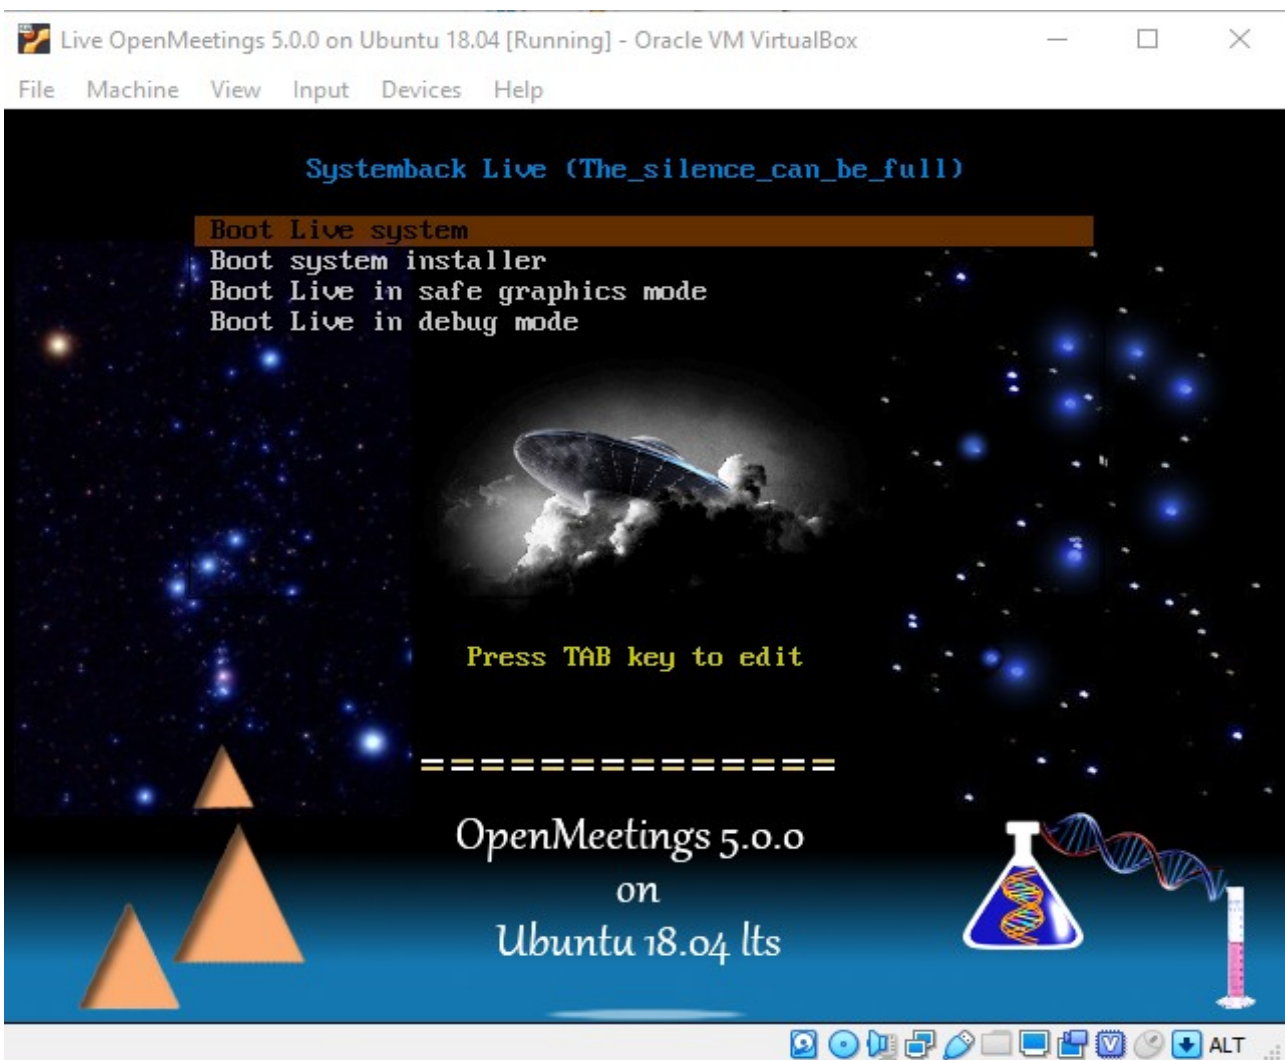 Live OpenMeetings 5.0.0 on Ubuntu 18.04 [Running] - Oracle VM VirtualBox
File Machine View Input Devices Help
Systemback Live (The_silence_can_be_full)
Boot Live system
Boot system installer
Boot Live in safe graphics mode
Boot Live in debug mode
Press TAB key to edit
==============
OpenMeetings 5.0.0
on
Ubuntu 18.04 lts
ALT